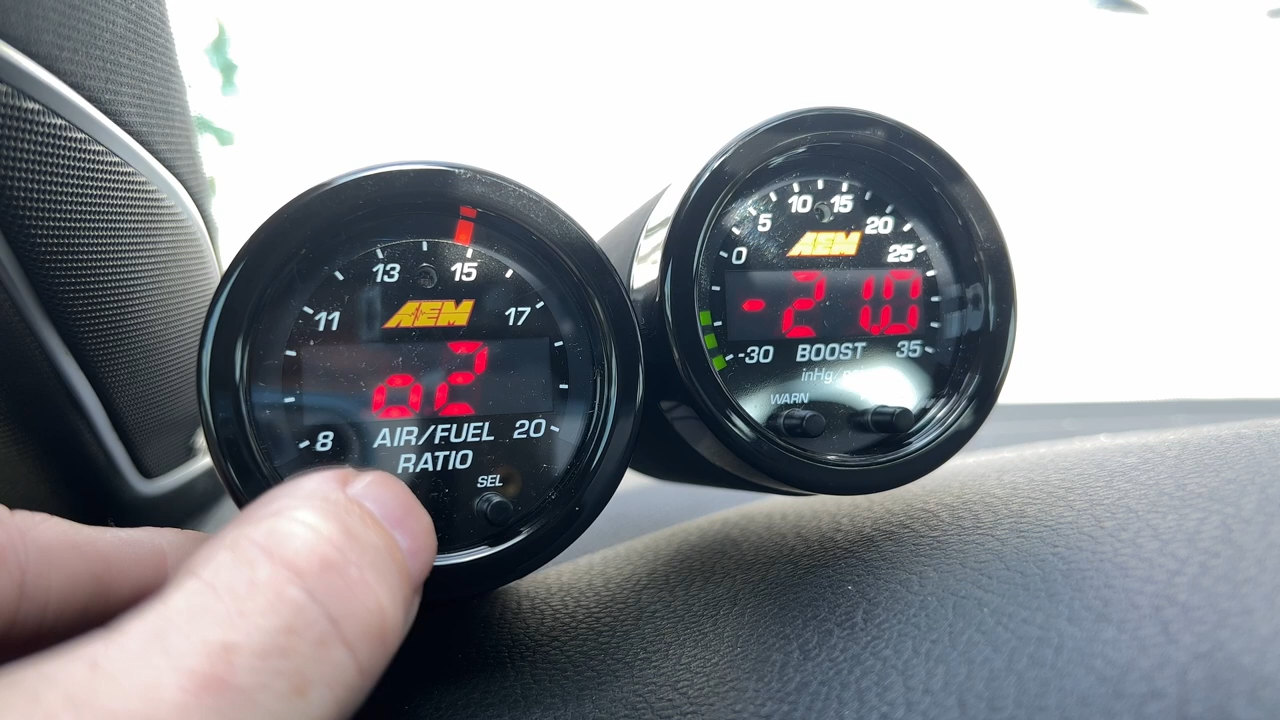 13 15
11 17
AEM
o2
8 20
AIR/FUEL
RATIO
SEL
10 15
5 20
0 25
AEM
-21.0
-30 BOOST 35
inHg/
WARN